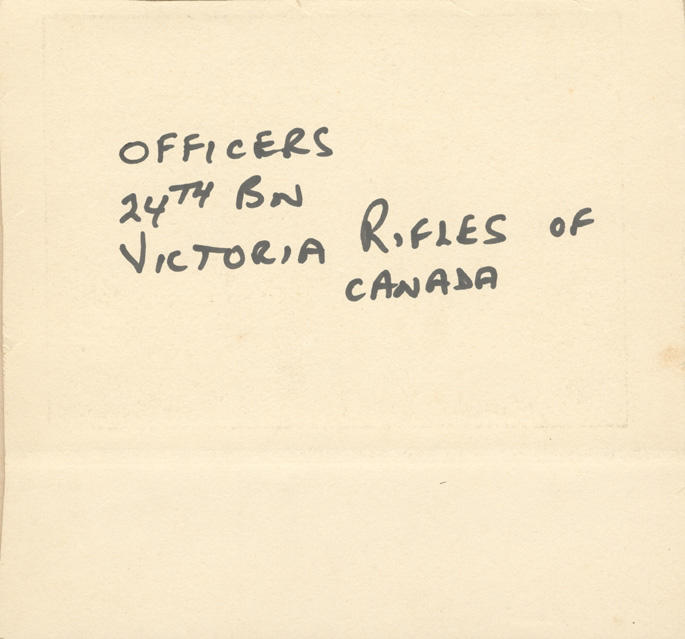 OFFICERS
24TH BN
VICTORIA RIFLES OF
CANADA